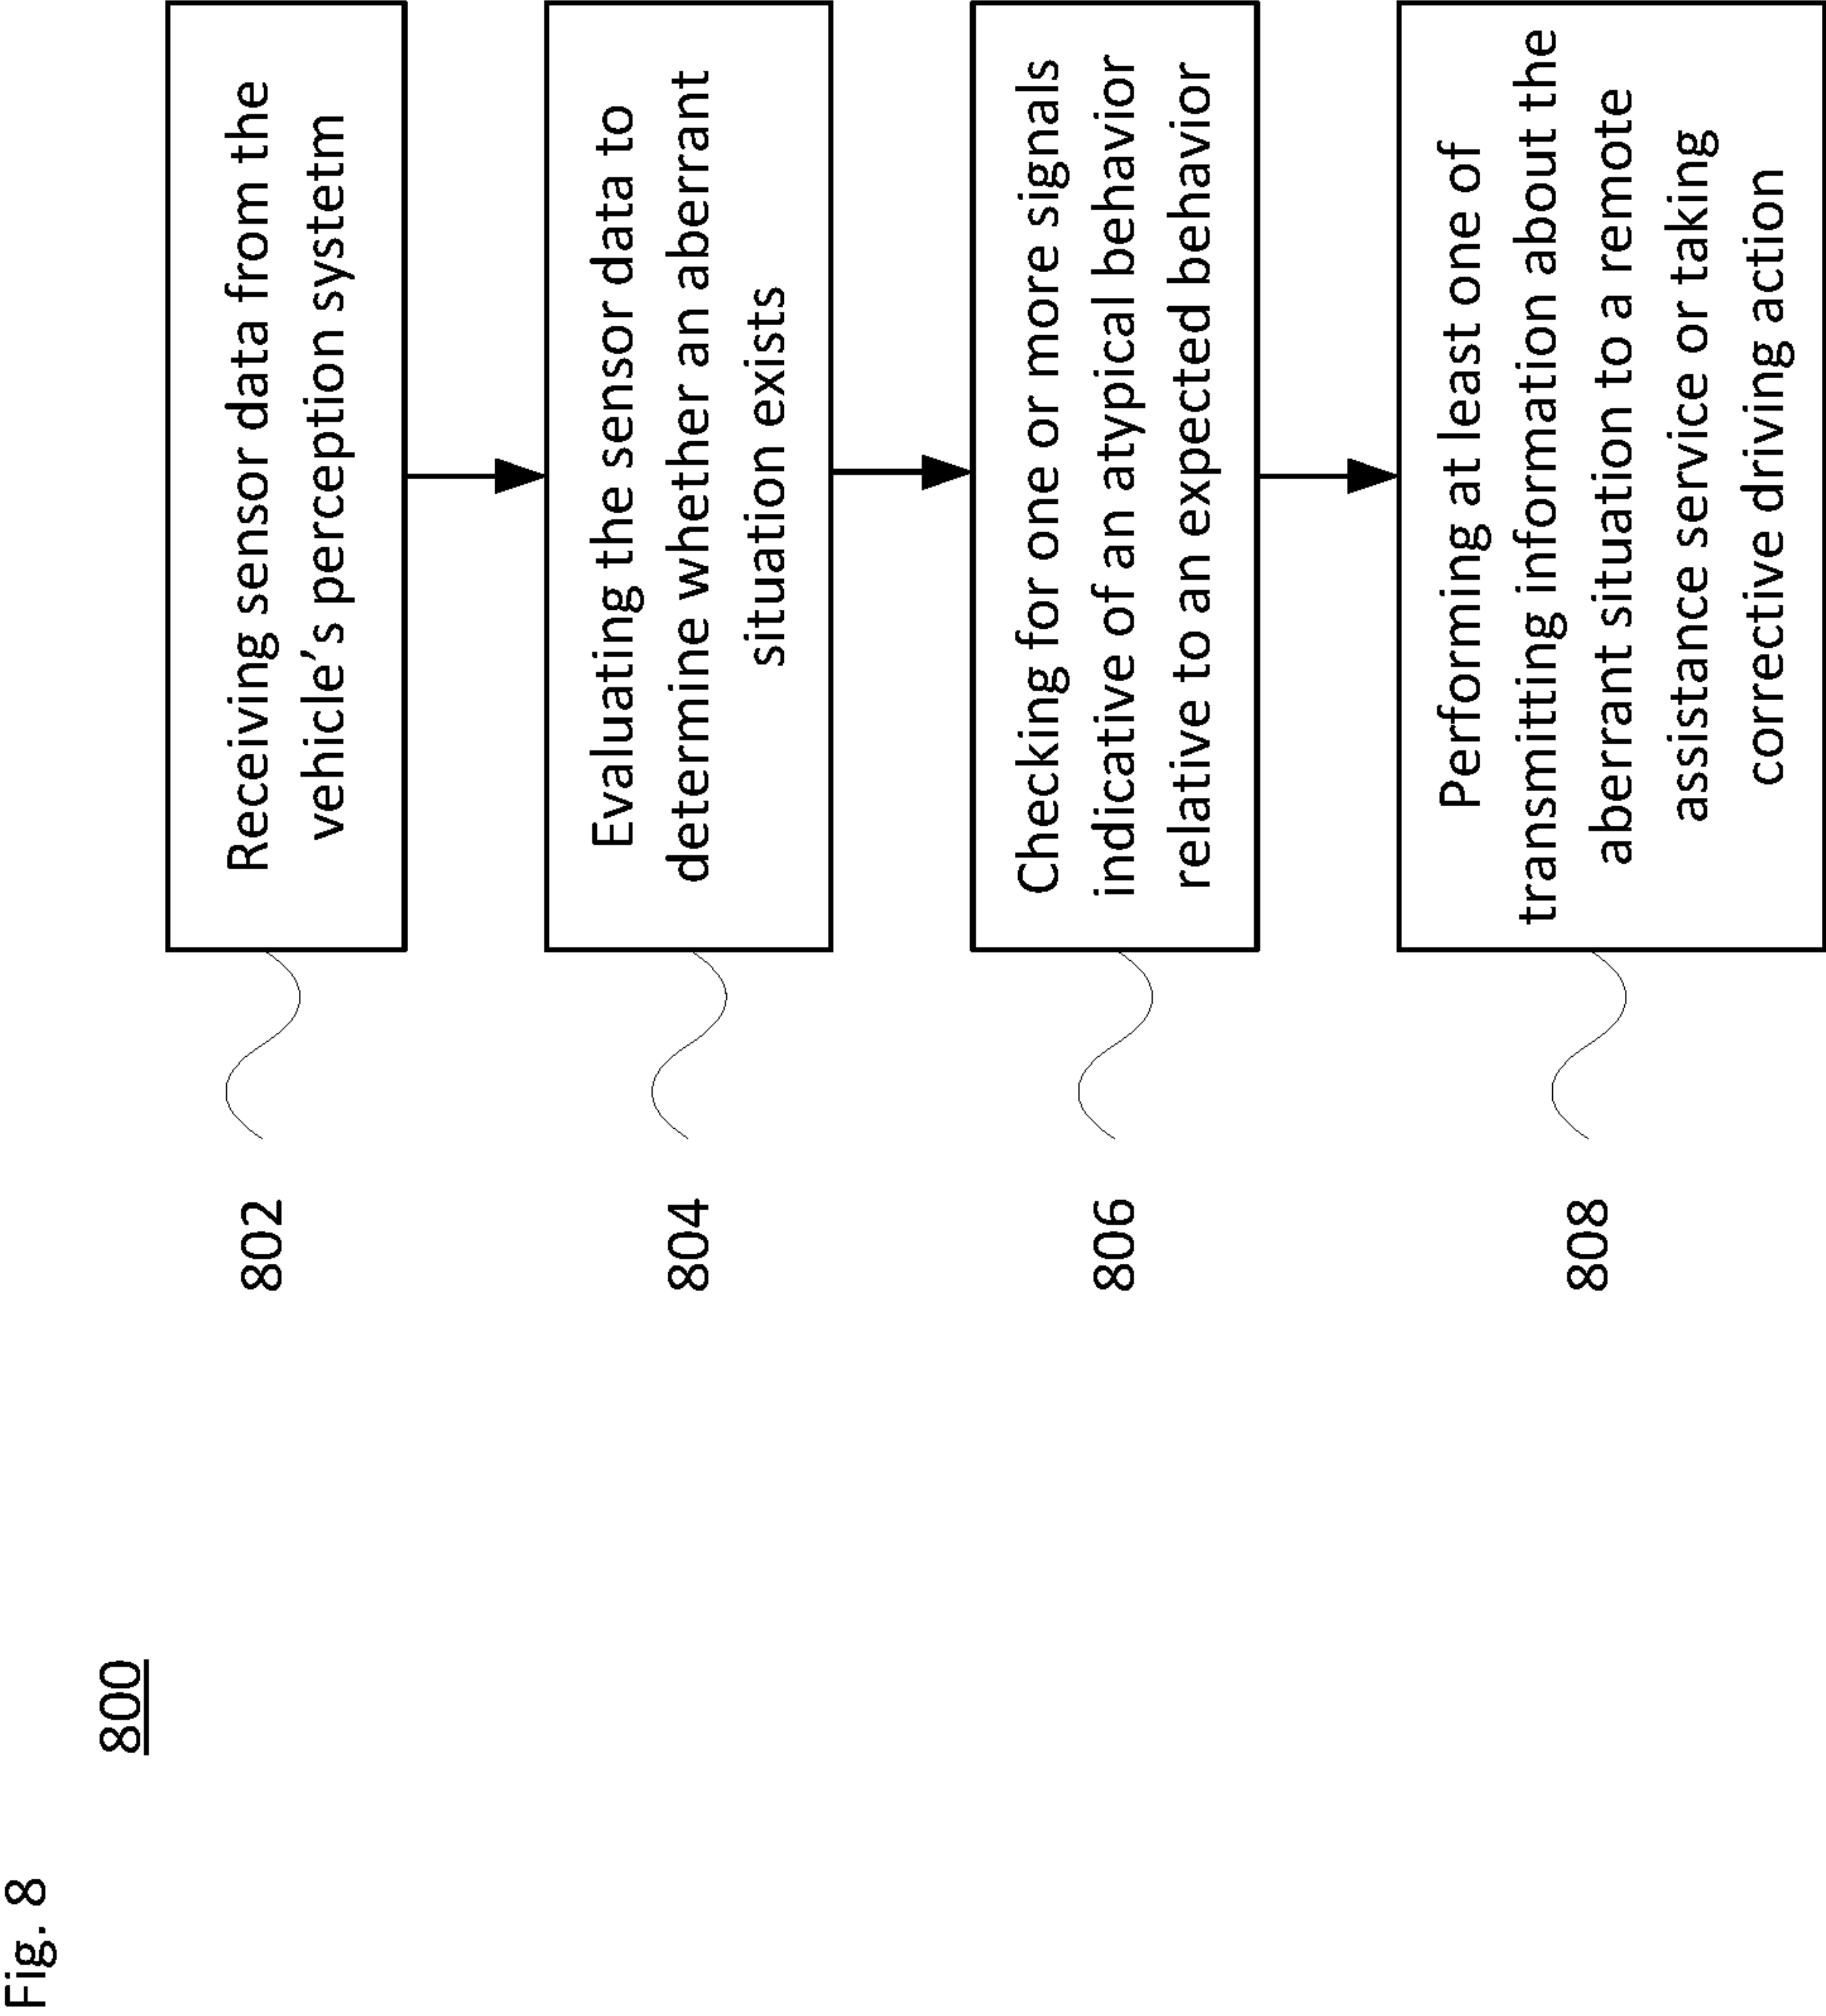 Fig. 8
800
802
Receiving sensor data from the
vehicle’s perception systetm
804
Evaluating the sensor data to
determine whether an aberrant
situation exists
806
Checking for one or more signals
indicative of an atypical behavior
relative to an expected behavior
808
Performing at least one of
transmitting information about the
aberrant situation to a remote
assistance service or taking
corrective driving action